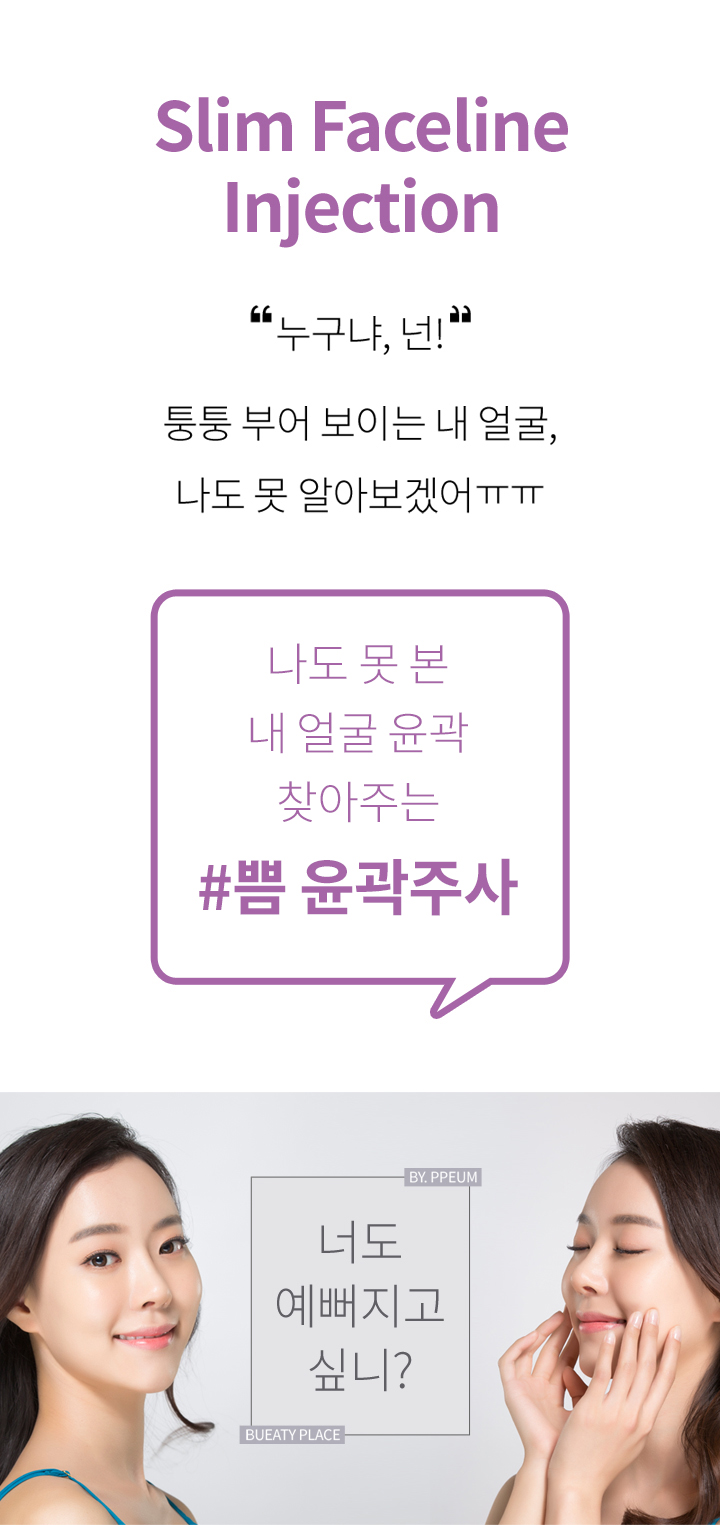 Slim Faceline
Injection
“누구냐, 넌!”
퉁퉁 부어 보이는 내 얼굴,
나도 못 알아보겠어ㅠㅠ
나도 못 본
내 얼굴 윤곽
찾아주는
#쁨 윤곽주사
BY. PPEUM
너도
예뻐지고
싶니?
BUEATY PLACE